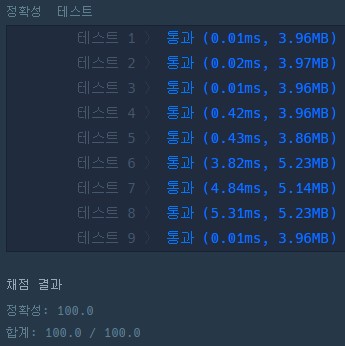 정확성 테스트
테스트 1 〉 통과 (0.01ms, 3.96MB)
테스트 2 〉 통과 (0.02ms, 3.97MB)
테스트 3 〉 통과 (0.01ms, 3.96MB)
테스트 4 〉 통과 (0.42ms, 3.96MB)
테스트 5 〉 통과 (0.43ms, 3.86MB)
테스트 6 〉 통과 (3.82ms, 5.23MB)
테스트 7 〉 통과 (4.84ms, 5.14MB)
테스트 8 〉 통과 (5.31ms, 5.23MB)
테스트 9 〉 통과 (0.01ms, 3.96MB)
채점 결과
정확성: 100.0
합계: 100.0 / 100.0